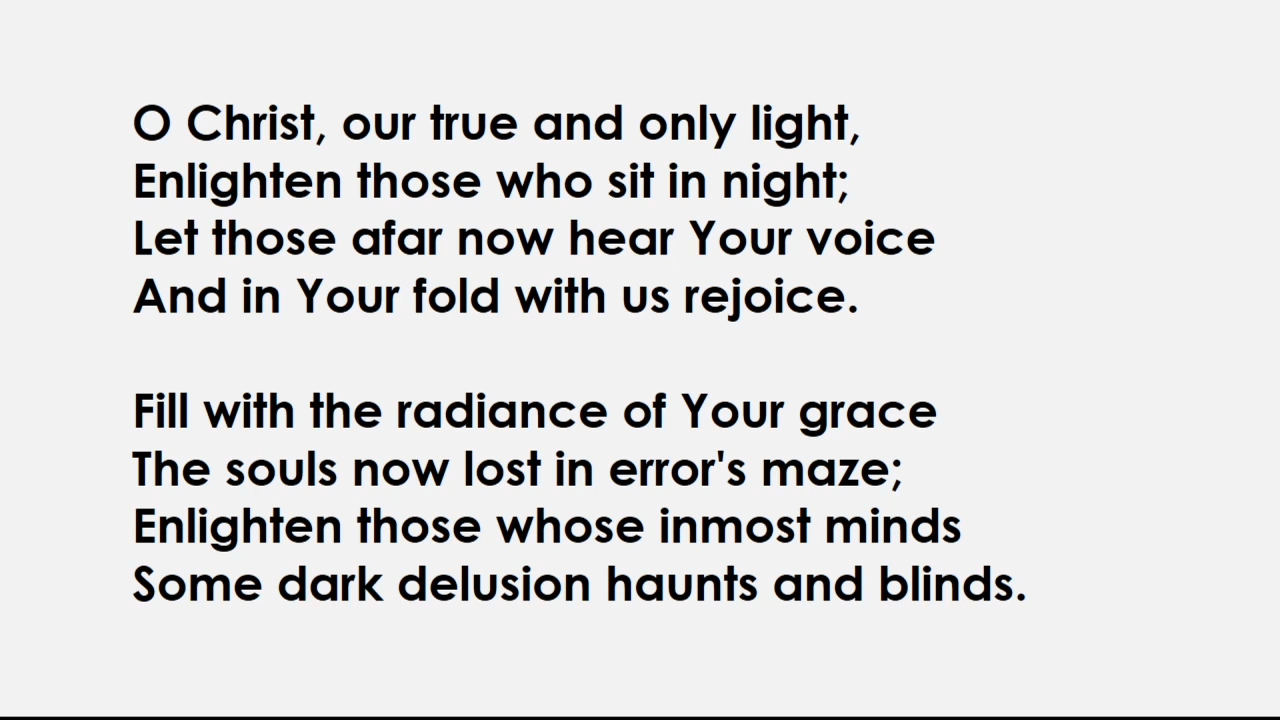 O Christ, our true and only light,
Enlighten those who sit in night;
Let those afar now hear Your voice
And in Your fold with us rejoice.
Fill with the radiance of Your grace
The souls now lost in error's maze;
Enlighten those whose inmost minds
Some dark delusion haunts and blinds.